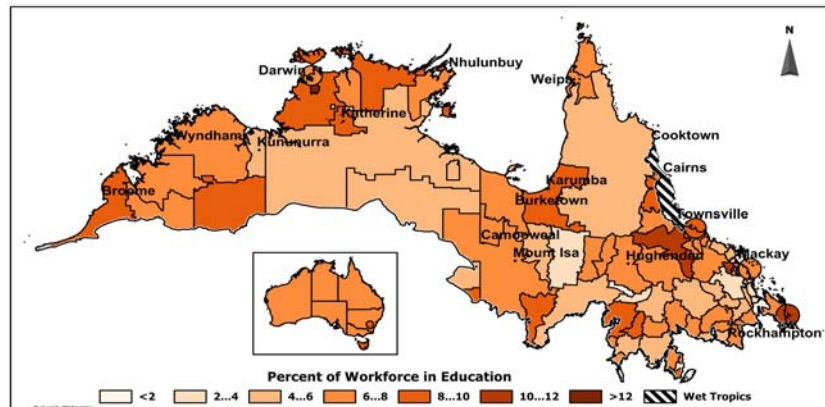 N
Darwin
Nhulunbuy
Weipa
Katherine
Wyndham
Kununurra
Cooktown
Cairns
Karumba
Broome
Burketown
Townsville
Camooweal
Mount Isa
Hughenden
Mackay
Rockhampton
Percent of Workforce in Education
<2 2...4 4...6 6...8 8...10 10...12 >12 Wet Tropics